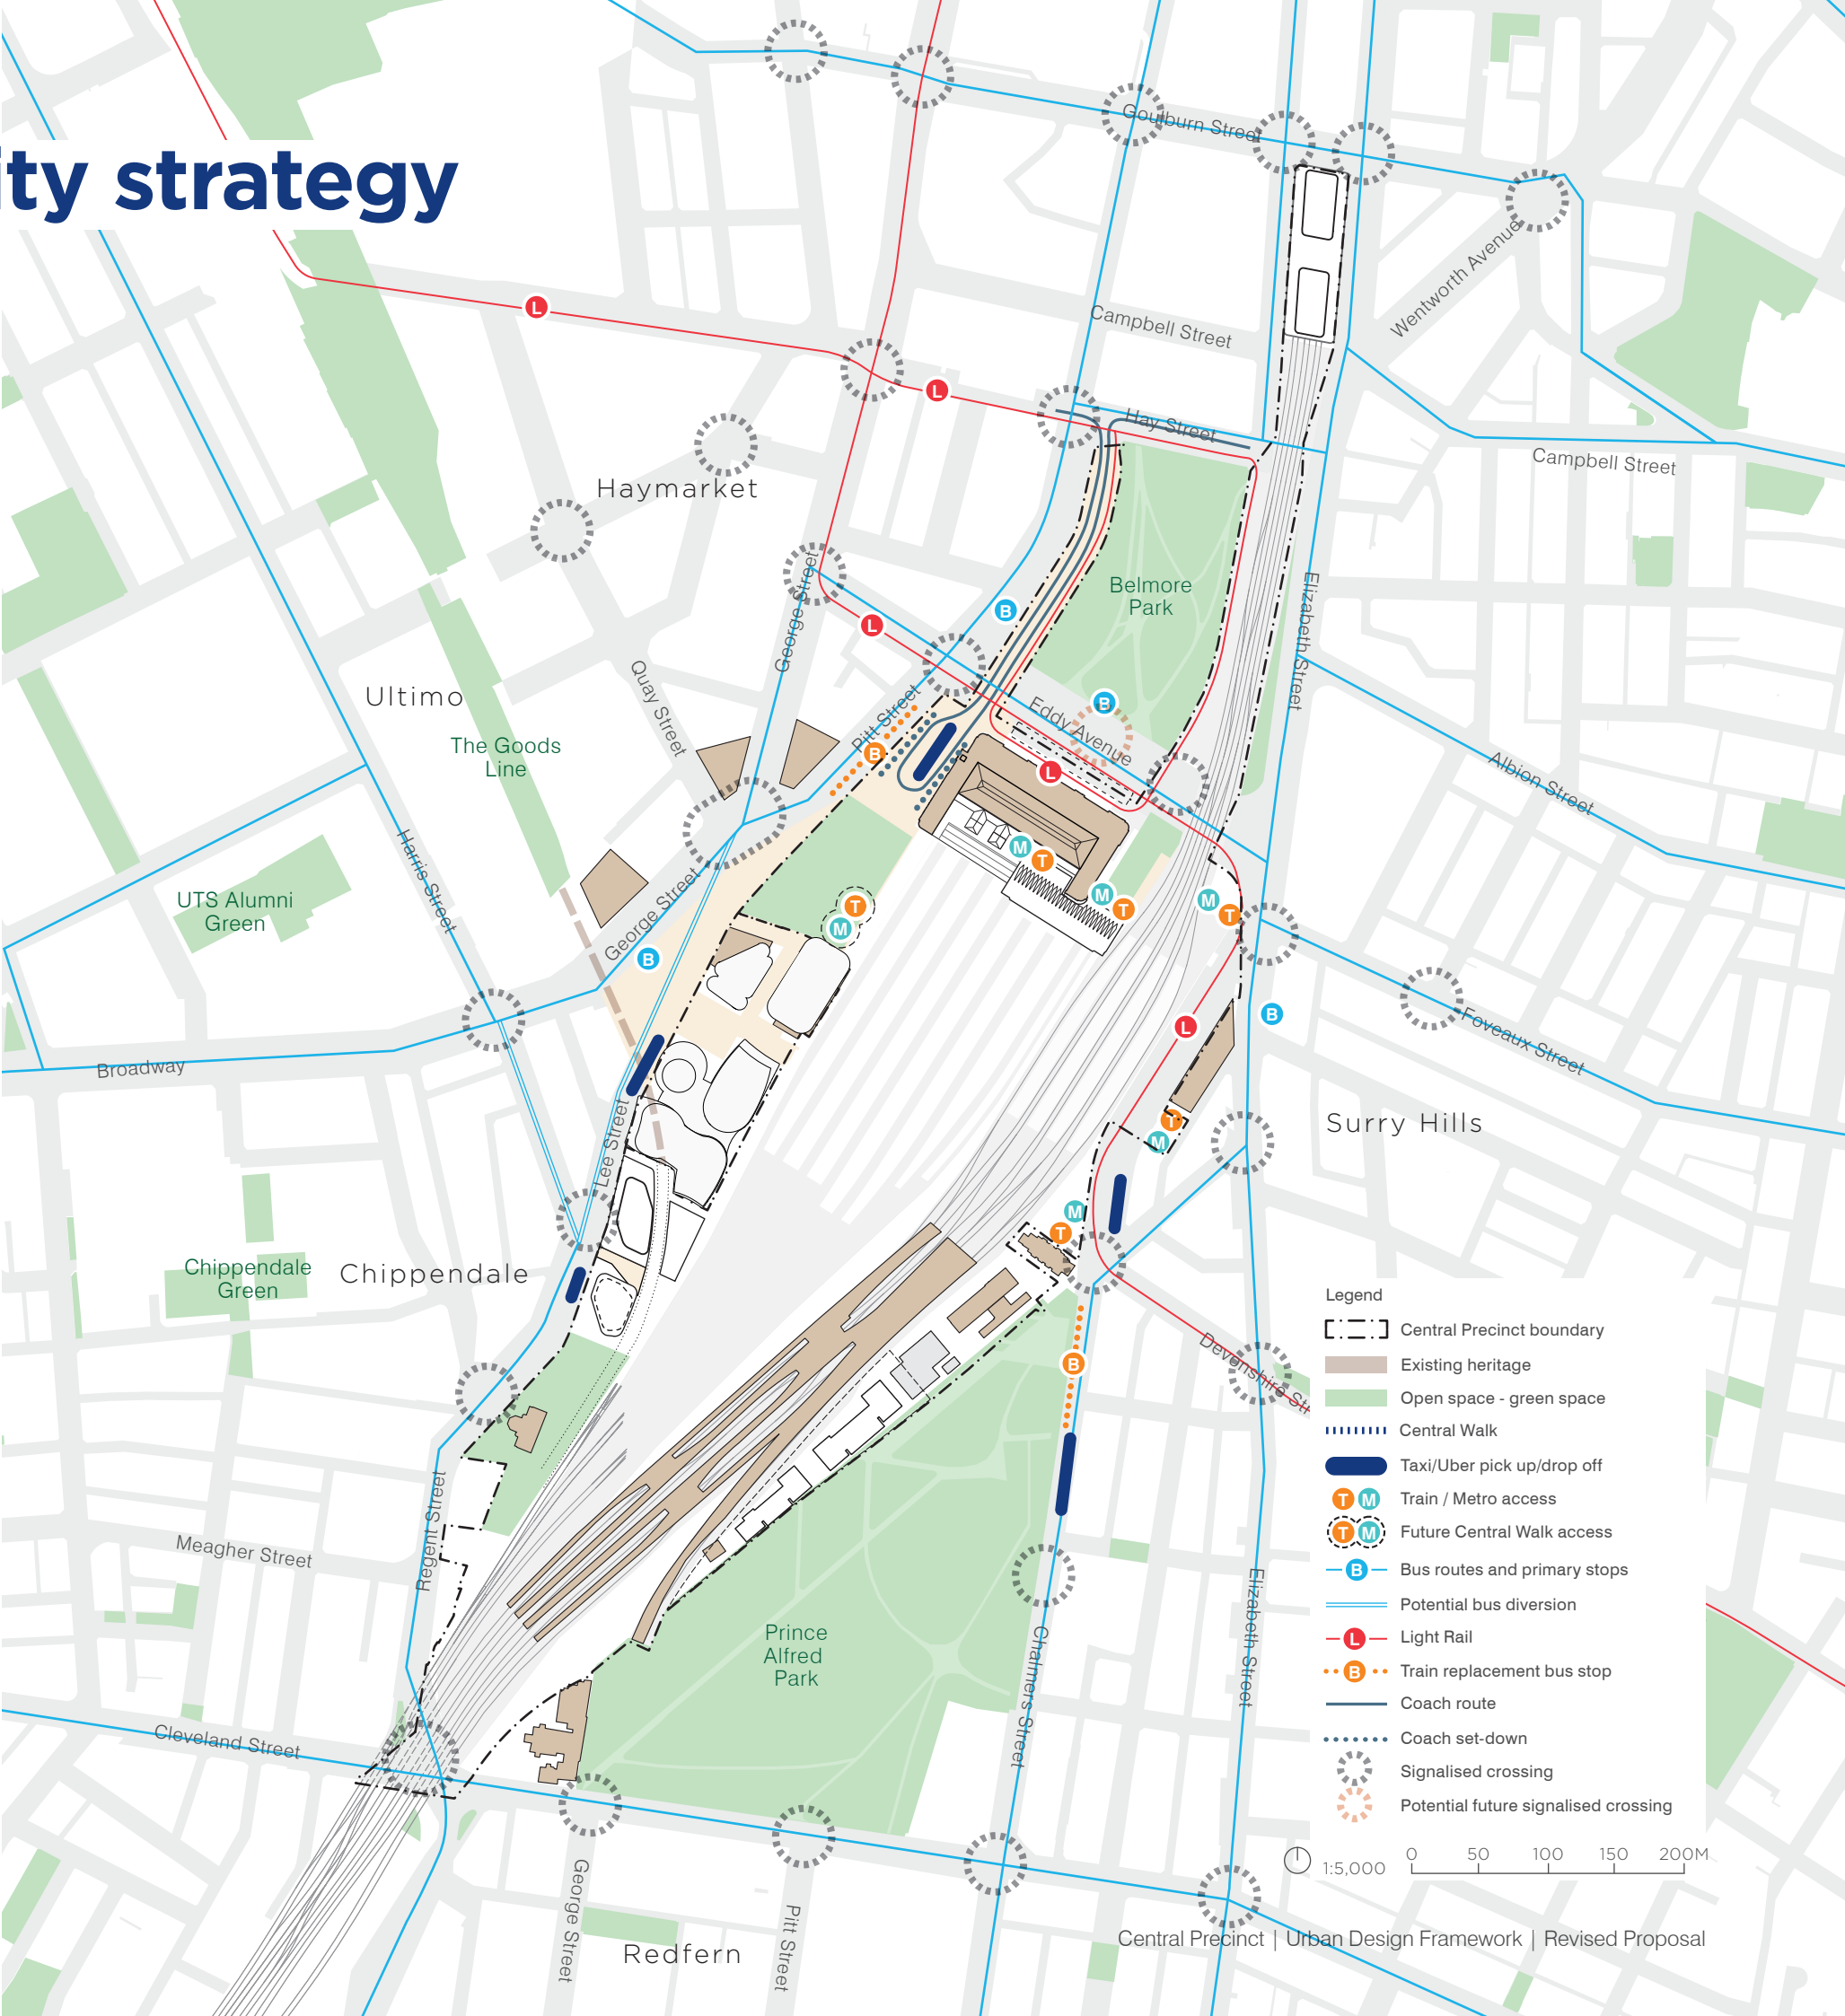 ity strategy
Goulburn Street
Wentworth Avenue
Campbell Street
L
L
Hay Street
Campbell Street
Haymarket
Belmore
Park
B
L
George Street
Elizabeth Street
Ultimo
Quay Street
Pitt Street
B
Eddy Avenue
The Goods
Line
B
L
Albion Street
Harris Street
M
T
UTS Alumni
Green
T
M
M
T
M
T
George Street
B
L
B
Foveaux Street
Broadway
Lee Street
T
M
Surry Hills
M
T
Chippendale
Green
Chippendale
B
Devonshire St
Regent Street
Meagher Street
Elizabeth Street
Prince
Alfred
Park
Chalmers Street
Cleveland Street
George Street
Pitt Street
Redfern
Legend
Central Precinct boundary
Existing heritage
Open space - green space
Central Walk
Taxi/Uber pick up/drop off
T M Train / Metro access
T M Future Central Walk access
B Bus routes and primary stops
Potential bus diversion
L Light Rail
B Train replacement bus stop
Coach route
Coach set-down
Signalised crossing
Potential future signalised crossing
1:5,000 0 50 100 150 200M
Central Precinct | Urban Design Framework | Revised Proposal